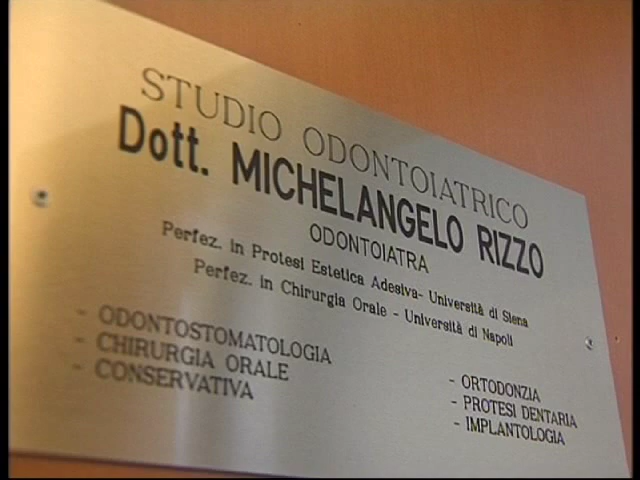 STUDIO ODONTOIATRICO
Dott. MICHELANGELO RIZZO
ODONTOIATRA
Perfez. in Protesi Estetica Adesiva- Università di Siena
Perfez. in Chirurgia Orale - Università di Napoli
- ODONTOSTOMATOLOGIA
- CHIRURGIA ORALE
- CONSERVATIVA
- ORTODONZIA
- PROTESI DENTARIA
- IMPLANTOLOGIA